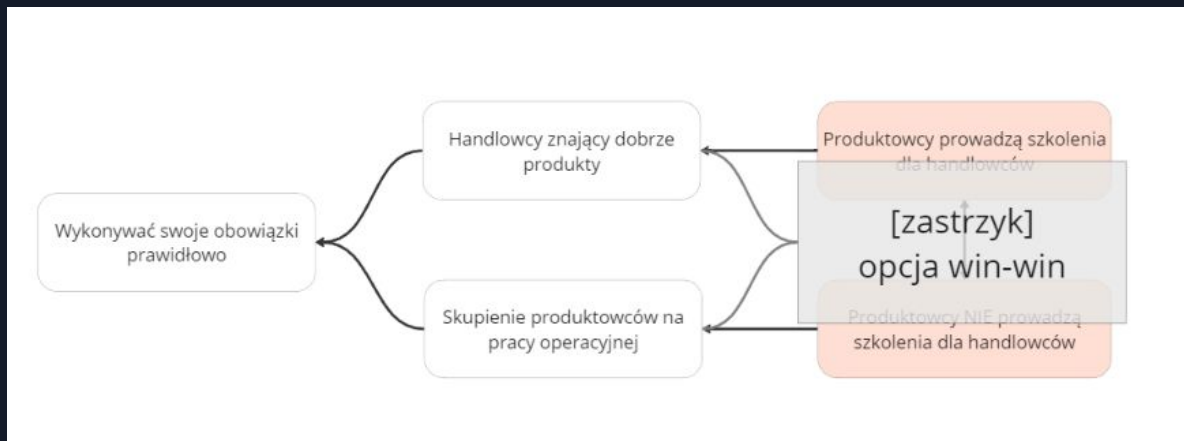 Handlowcy znający dobrze
produkty
Produktowcy prowadzą szkolenia
dla handlowców
Wykonywać swoje obowiązki
prawidłowo
[zastrzyk]
opcja win-win
Skupienie produktowców na
pracy operacyjnej
Produktowcy NIE prowadzą
szkolenia dla handlowców